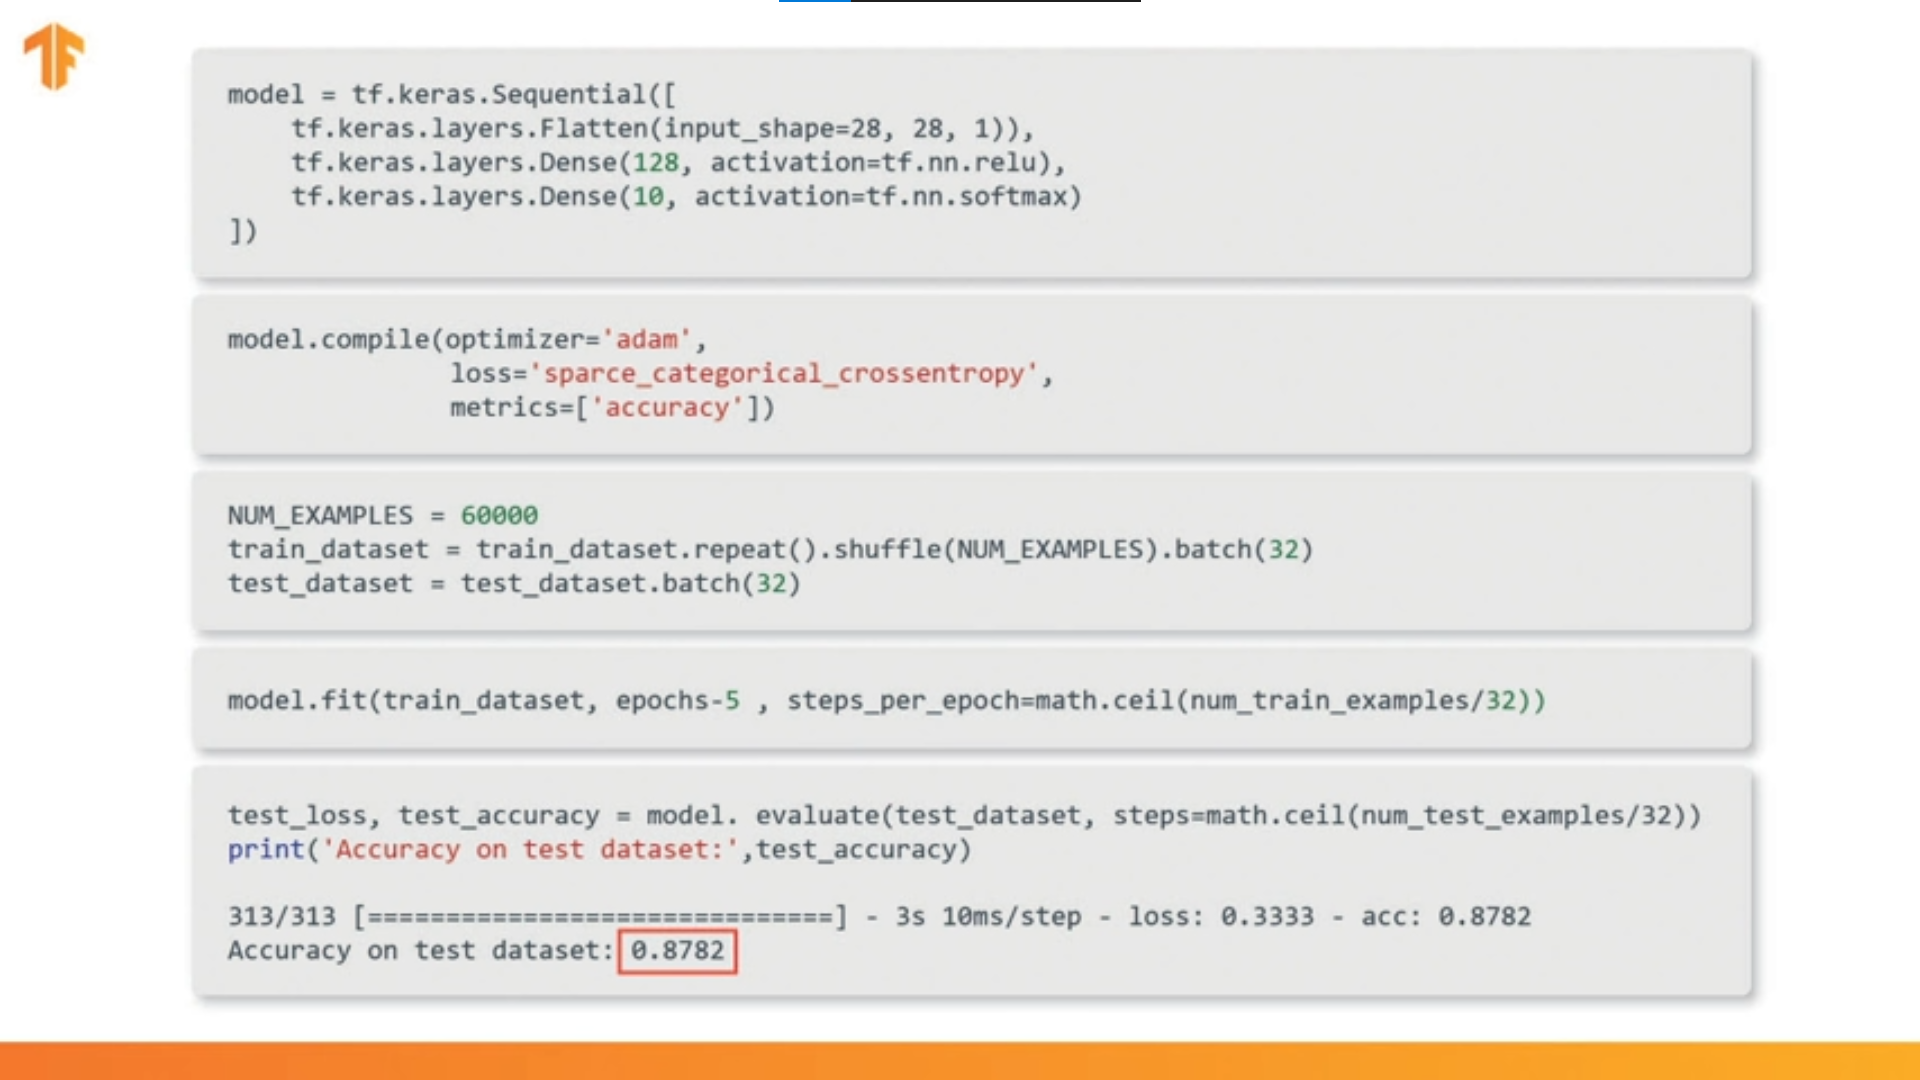 model = tf.keras.Sequential([
    tf.keras.layers.Flatten(input_shape=28, 28, 1)),
    tf.keras.layers.Dense(128, activation=tf.nn.relu),
    tf.keras.layers.Dense(10, activation=tf.nn.softmax)
])
model.compile(optimizer='adam',
              loss='sparce_categorical_crossentropy',
              metrics=['accuracy'])
NUM_EXAMPLES = 60000
train_dataset = train_dataset.repeat().shuffle(NUM_EXAMPLES).batch(32)
test_dataset = test_dataset.batch(32)
model.fit(train_dataset, epochs-5 , steps_per_epoch=math.ceil(num_train_examples/32))
test_loss, test_accuracy = model. evaluate(test_dataset, steps=math.ceil(num_test_examples/32))
print('Accuracy on test dataset:',test_accuracy)
313/313 [==============================] - 3s 10ms/step - loss: 0.3333 - acc: 0.8782
Accuracy on test dataset: 0.8782